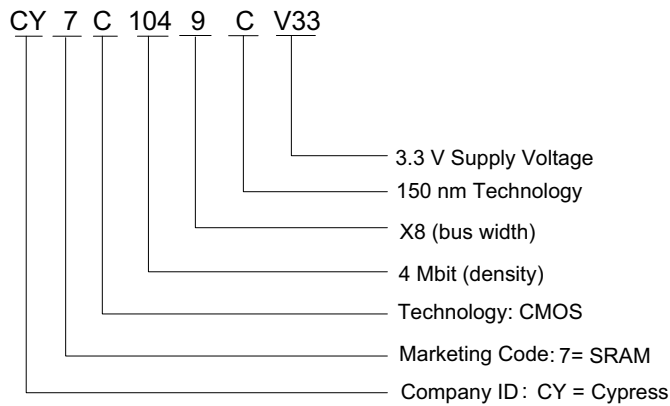 CY 7 C 104 9 C V33
3.3 V Supply Voltage
150 nm Technology
X8 (bus width)
4 Mbit (density)
Technology: CMOS
Marketing Code: 7= SRAM
Company ID: CY = Cypress